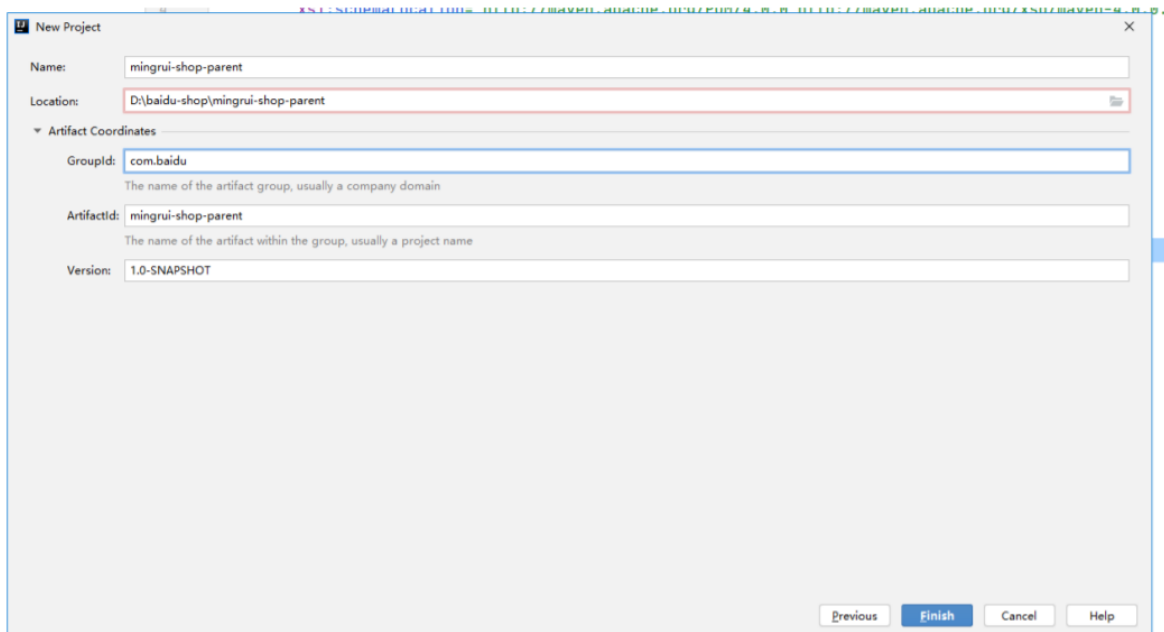 New Project
Name: mingrui-shop-parent
Location: D:\baidu-shop\mingrui-shop-parent
Artifact Coordinates
GroupId: com.baidu
The name of the artifact group, usually a company domain
ArtifactId: mingrui-shop-parent
The name of the artifact within the group, usually a project name
Version: 1.0-SNAPSHOT
Previous Finish Cancel Help